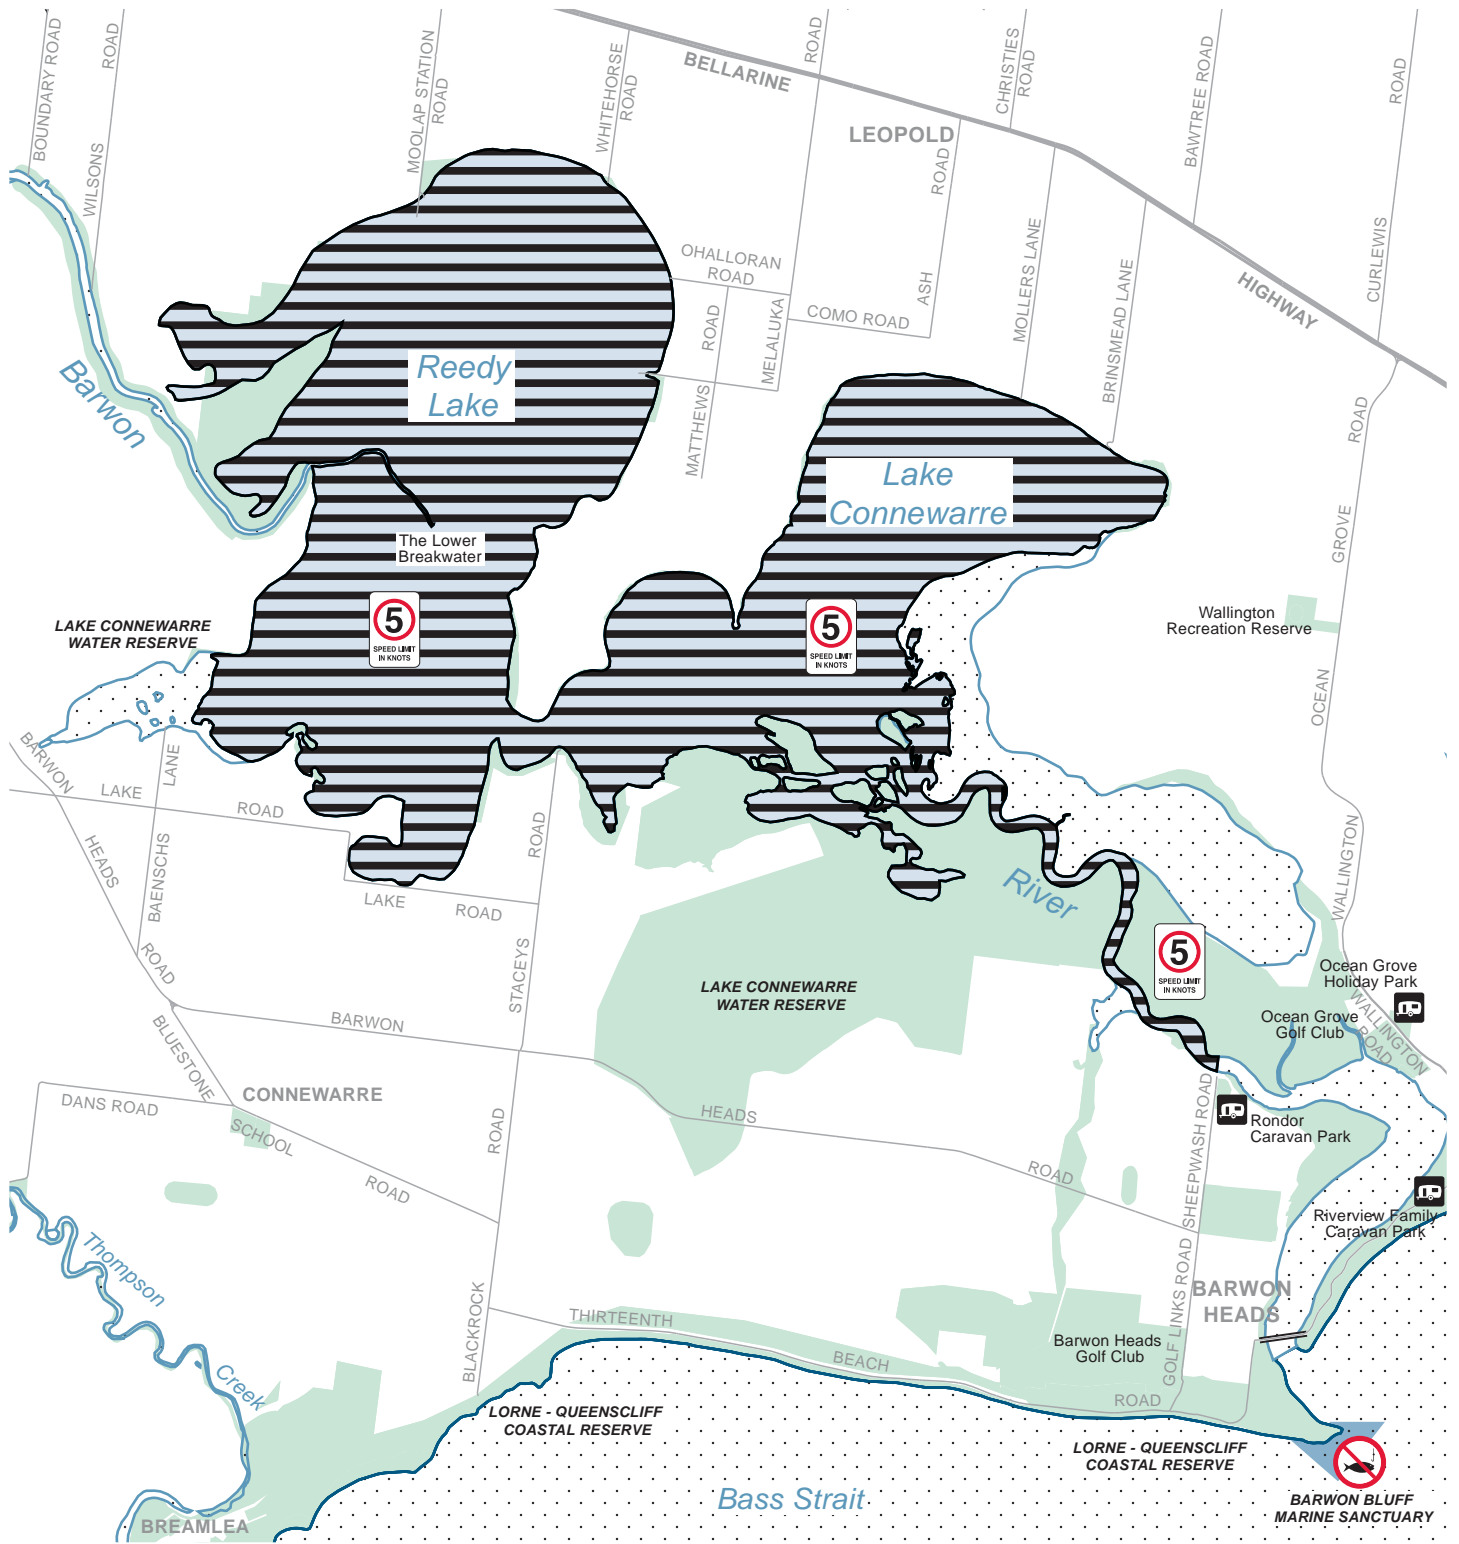 BOUNDARY ROAD
WILSONS
ROAD
MOOLAP STATION
ROAD
WHITEHORSE
ROAD
BELLARINE
ROAD
CHRISTIES
ROAD
BAWTREE ROAD
ROAD
LEOPOLD
ROAD
ASH
OHALLORAN
ROAD
MELALUKA
COMO ROAD
MOLLERS LANE
BRINSMEAD LANE
CURLEWIS
HIGHWAY
ROAD
MATTHEWS
Barwon
Reedy
Lake
Lake
Connewarre
The Lower
Breakwater
ROAD
GROVE
OCEAN
5
SPEED LIMIT
IN KNOTS
5
SPEED LIMIT
IN KNOTS
Wallington
Recreation Reserve
LAKE CONNEWARRE
WATER RESERVE
BARWON
HEADS
ROAD
LAKE
ROAD
LANE
BAENSCHS
LAKE
ROAD
ROAD
STACEYS
ROAD
BLACKROCK
River
WALLINGTON
5
SPEED LIMIT
IN KNOTS
LAKE CONNEWARRE
WATER RESERVE
Ocean Grove
Holiday Park
Ocean Grove
Golf Club
WALLINGTON
ROAD
BARWON
HEADS
ROAD
BLUESTONE
CONNEWARRE
DANS ROAD
SCHOOL
ROAD
Rondor
Caravan Park
SHEEPWASH ROAD
GOLF LINKS ROAD
Riverview Family
Caravan Park
Thompson
Creek
BARWON
HEADS
THIRTEENTH
BEACH
ROAD
Barwon Heads
Golf Club
LORNE - QUEENSCLIFF
COASTAL RESERVE
LORNE - QUEENSCLIFF
COASTAL RESERVE
Bass Strait
BARWON BLUFF
MARINE SANCTUARY
BREAMLEA